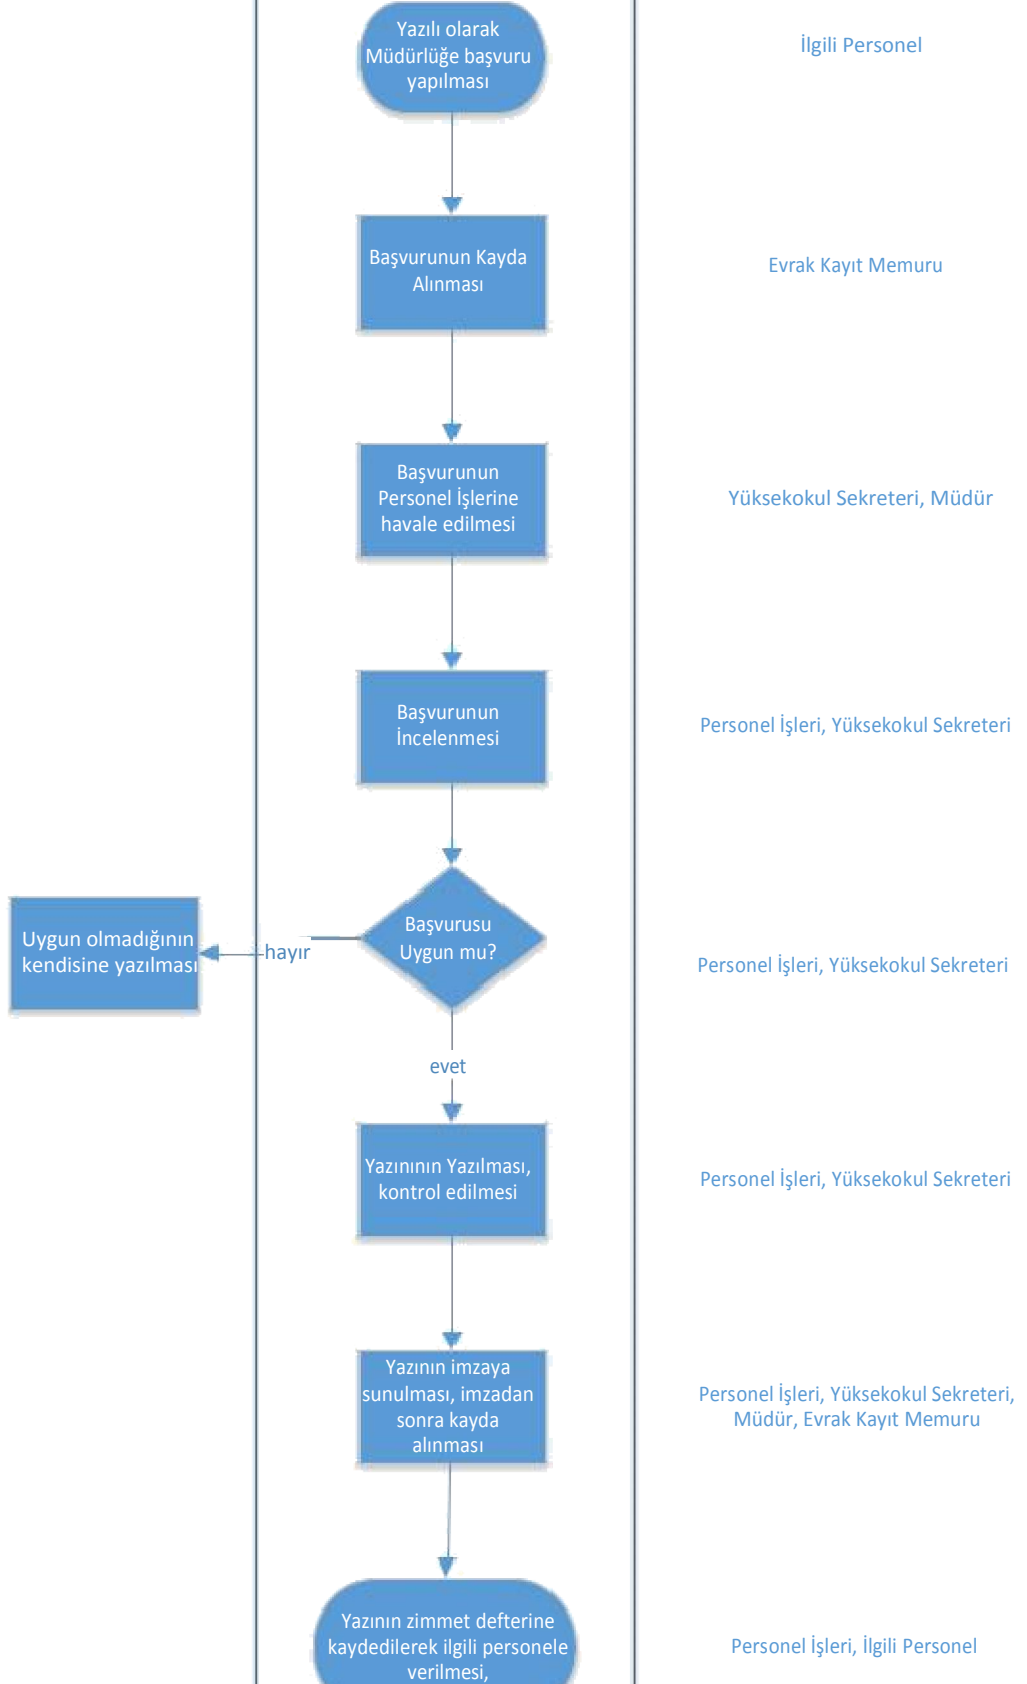 Yazılı olarak
Müdürlüğe başvuru
yapılması
İlgili Personel
Başvurunun Kayda
Alınması
Evrak Kayıt Memuru
Başvurunun
Personel İşlerine
havale edilmesi
Yüksekokul Sekreteri, Müdür
Başvurunun
İncelenmesi
Personel İşleri, Yüksekokul Sekreteri
Başvurusu
Uygun mu?
hayır
Uygun olmadığının
kendisine yazılması
Personel İşleri, Yüksekokul Sekreteri
evet
Yazınının Yazılması,
kontrol edilmesi
Personel İşleri, Yüksekokul Sekreteri
Yazının imzaya
sunulması, imzadan
sonra kayda
alınması
Personel İşleri, Yüksekokul Sekreteri,
Müdür, Evrak Kayıt Memuru
Yazının zimmet defterine
kaydedilerek ilgili personele
verilmesi,
Personel İşleri, İlgili Personel